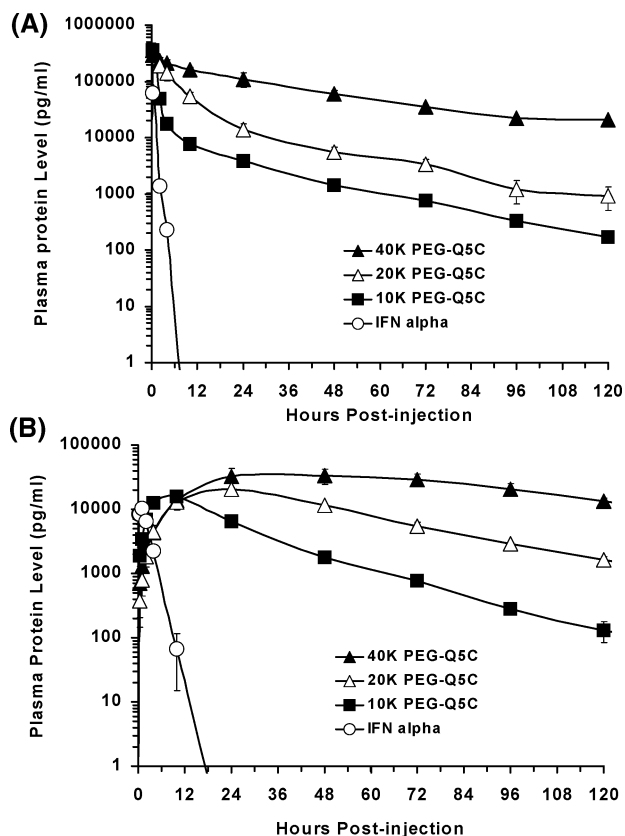 (A)
1000000
100000
10000
1000
100
10
1
Plasma protein Level (pg/ml)
40K PEG-Q5C
20K PEG-Q5C
10K PEG-Q5C
IFN alpha
0 12 24 36 48 60 72 84 96 108 120
Hours Post-injection
(B)
100000
10000
1000
100
10
1
Plasma Protein Level (pg/ml)
40K PEG-Q5C
20K PEG-Q5C
10K PEG-Q5C
IFN alpha
0 12 24 36 48 60 72 84 96 108 120
Hours Post-injection